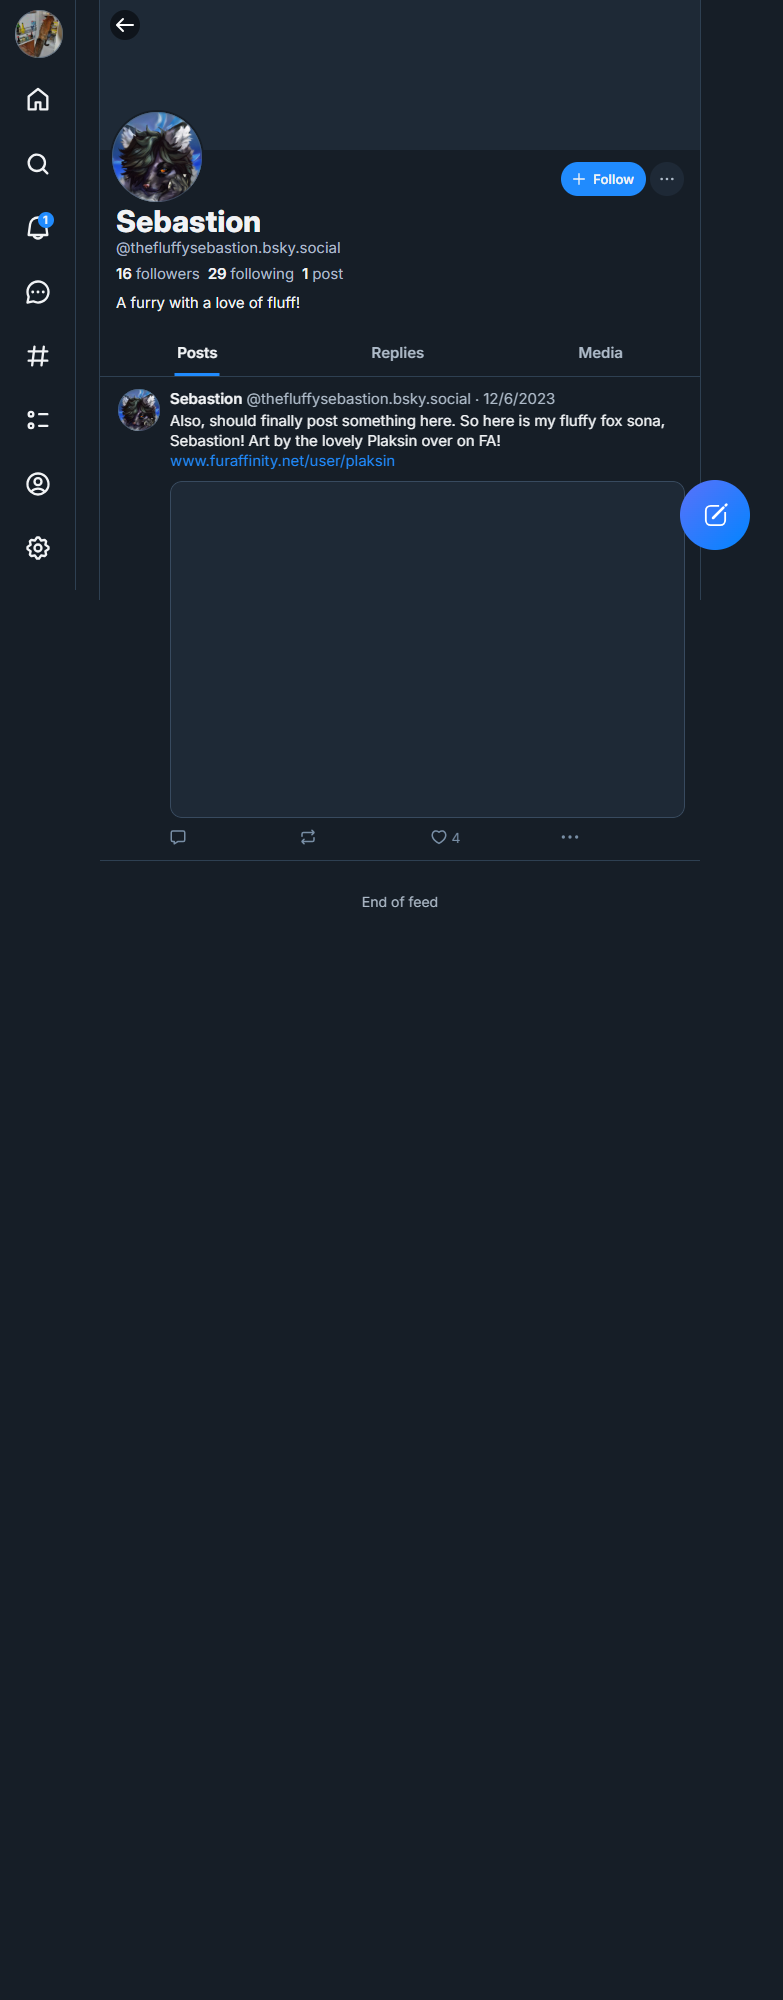 1
Follow
Sebastion
@thefluffysebastion.bsky.social
16 followers 29 following 1 post
A furry with a love of fluff!
Posts Replies Media
Sebastion @thefluffysebastion.bsky.social · 12/6/2023
Also, should finally post something here. So here is my fluffy fox sona,
Sebastion! Art by the lovely Plaksin over on FA!
www.furaffinity.net/user/plaksin
4
End of feed